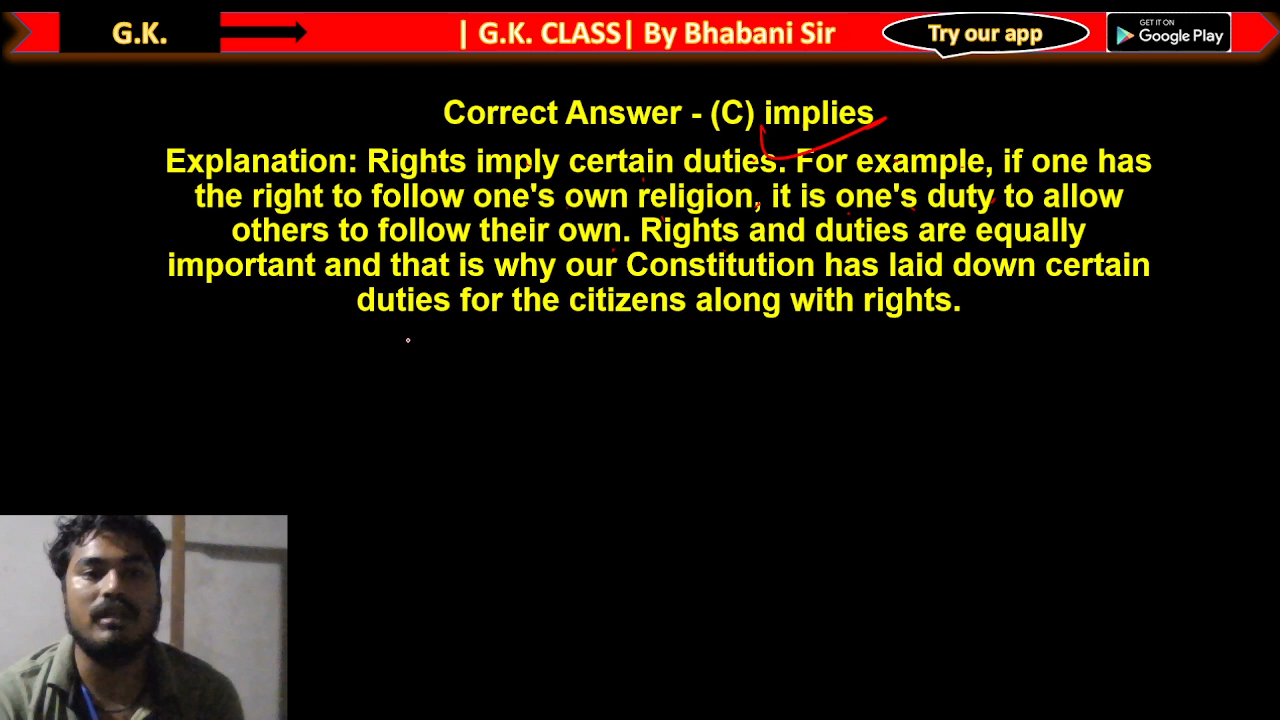 G.K.
| G.K. CLASS| By Bhabani Sir
Try our app
GET IT ON
Google Play
Correct Answer - (C) implies
Explanation: Rights imply certain duties. For example, if one has
the right to follow one's own religion, it is one's duty to allow
others to follow their own. Rights and duties are equally
important and that is why our Constitution has laid down certain
duties for the citizens along with rights.